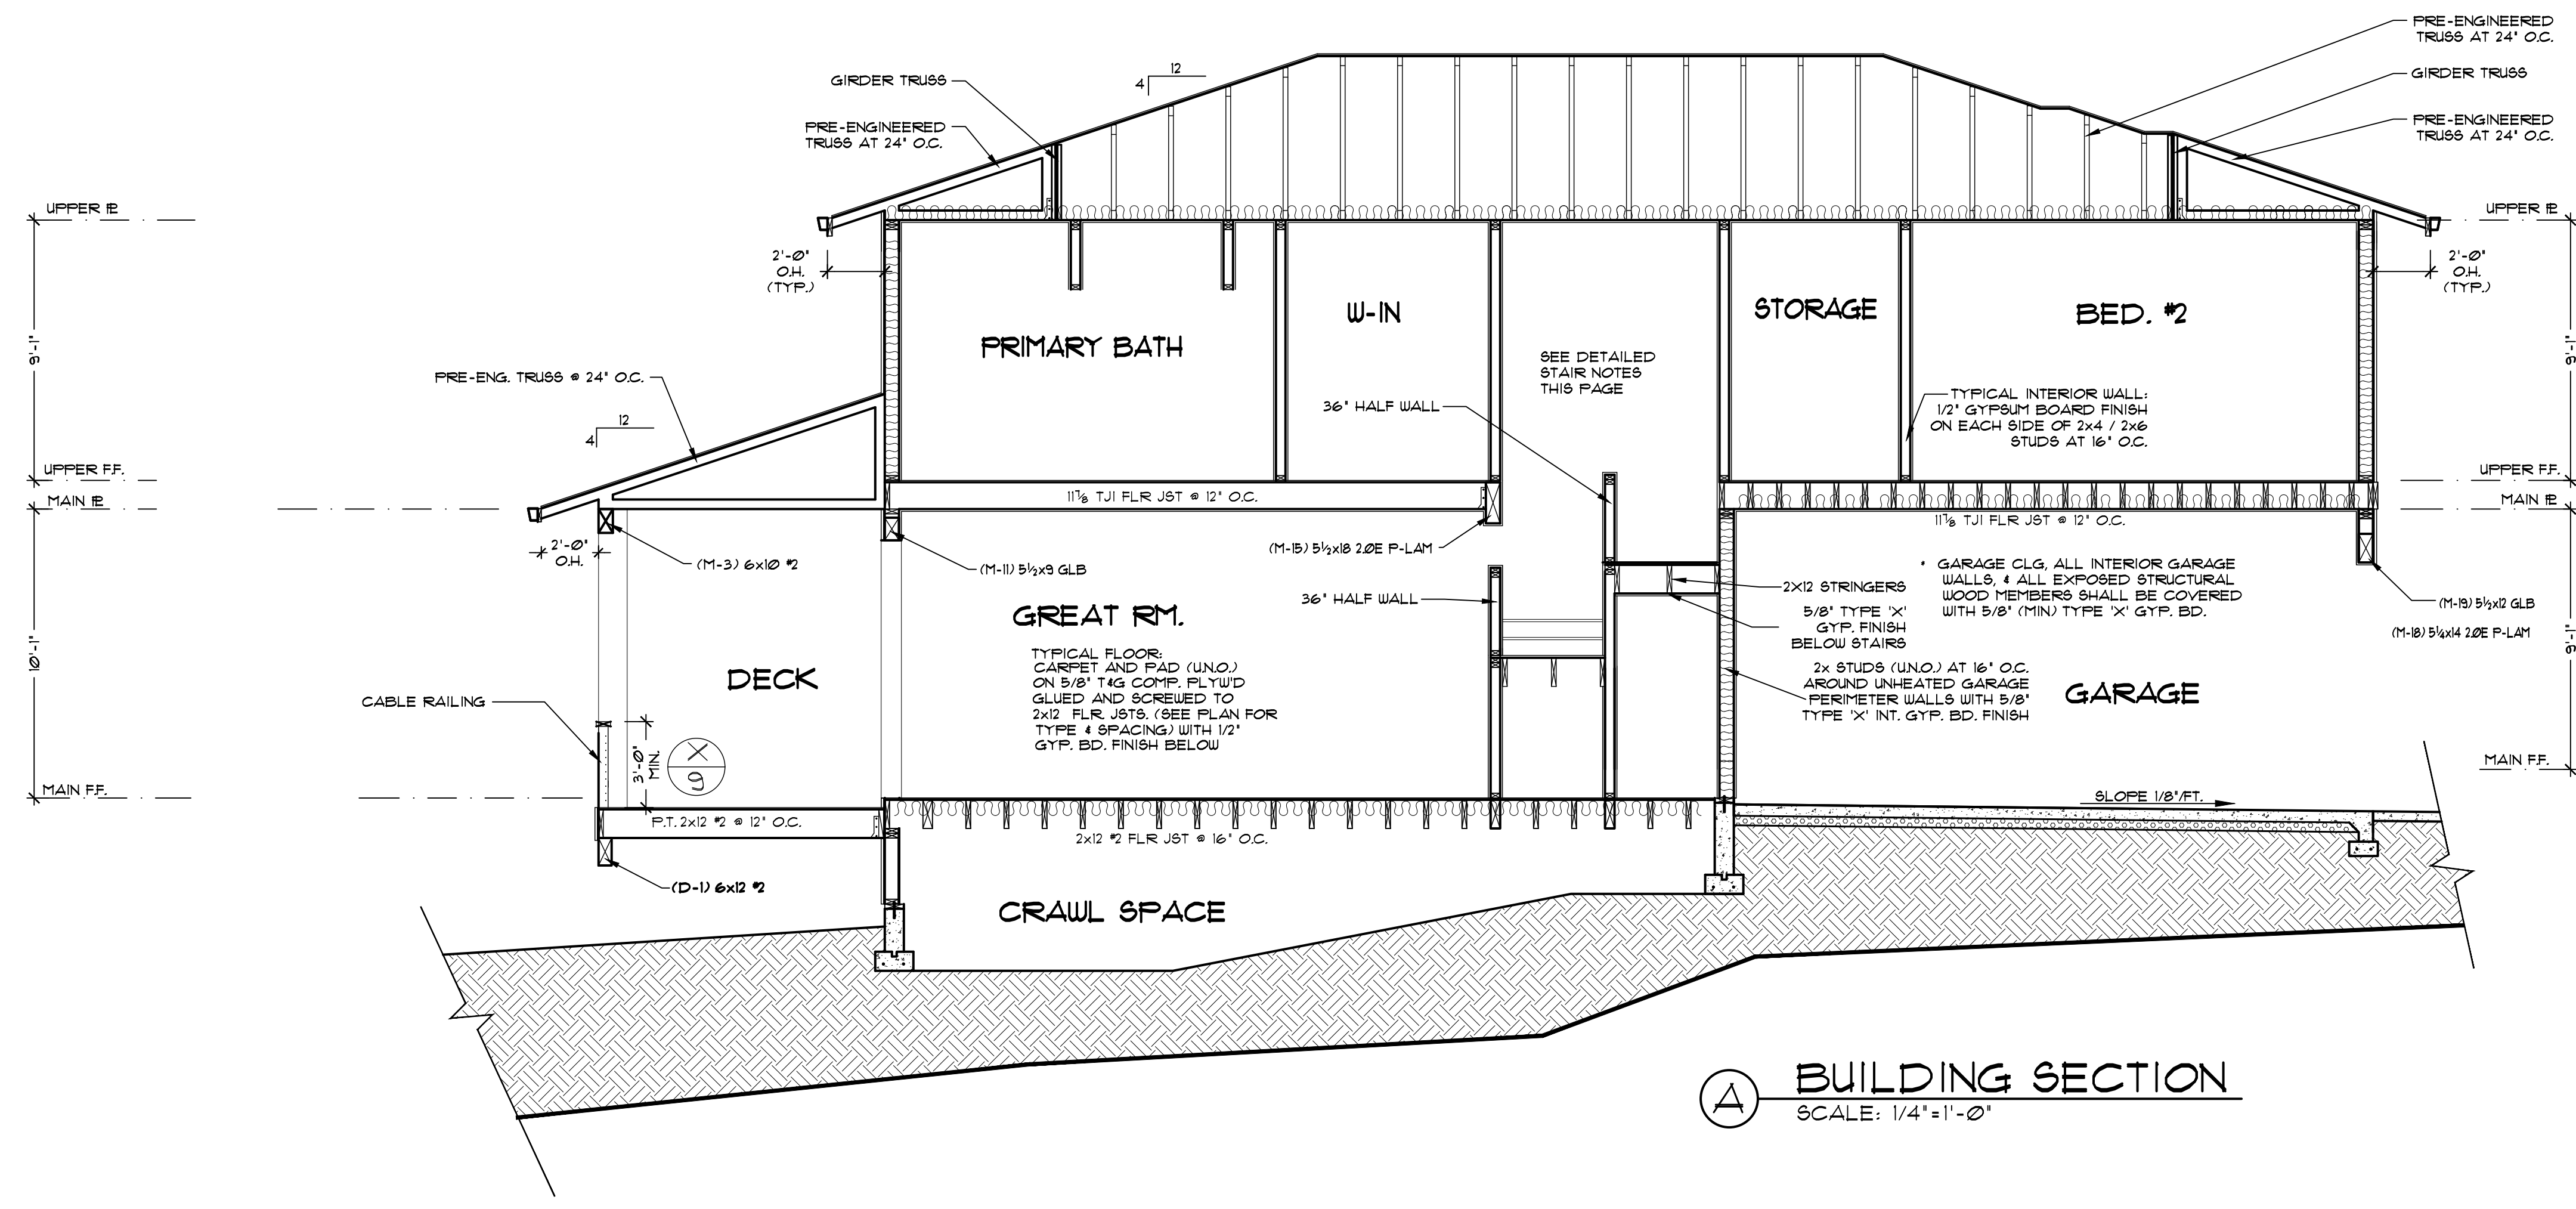 PRE-ENGINEERED
TRUSS AT 24" O.C.
GIRDER TRUSS
PRE-ENGINEERED
TRUSS AT 24" O.C.
GIRDER TRUSS
PRE-ENGINEERED
TRUSS AT 24" O.C.
12
4
UPPER PL
UPPER PL
2'-0"
O.H.
(TYP.)
2'-0"
O.H.
(TYP.)
9'-1"
9'-1"
PRIMARY BATH
W-IN
STORAGE
BED. #2
SEE DETAILED
STAIR NOTES
THIS PAGE
36" HALF WALL
TYPICAL INTERIOR WALL:
1/2" GYPSUM BOARD FINISH
ON EACH SIDE OF 2x4 / 2x6
STUDS AT 16" O.C.
PRE-ENG. TRUSS @ 24" O.C.
12
4
UPPER F.F.
MAIN PL
UPPER F.F.
MAIN PL
11⅞ TJI FLR JST @ 12" O.C.
11⅞ TJI FLR JST @ 12" O.C.
2'-0"
O.H.
(M-3) 6x10 #2
(M-11) 5½x9 GLB
(M-15) 5½x18 2.0E P-LAM
36" HALF WALL
2X12 STRINGERS
5/8" TYPE 'X'
GYP. FINISH
BELOW STAIRS
* GARAGE CLG, ALL INTERIOR GARAGE
WALLS, & ALL EXPOSED STRUCTURAL
WOOD MEMBERS SHALL BE COVERED
WITH 5/8" (MIN) TYPE 'X' GYP. BD.
(M-19) 5½x12 GLB
(M-18) 5¼x14 2.0E P-LAM
10'-1"
9'-1"
GREAT RM.
TYPICAL FLOOR:
CARPET AND PAD (U.N.O.)
ON 5/8" T&G COMP. PLYW'D
GLUED AND SCREWED TO
2x12 FLR. JSTS. (SEE PLAN FOR
TYPE & SPACING) WITH 1/2"
GYP. BD. FINISH BELOW
DECK
2x STUDS (U.N.O.) AT 16" O.C.
AROUND UNHEATED GARAGE
PERIMETER WALLS WITH 5/8"
TYPE 'X' INT. GYP. BD. FINISH
GARAGE
CABLE RAILING
3'-0"
MIN.
X
9
MAIN F.F.
MAIN F.F.
SLOPE 1/8"/FT.
P.T. 2x12 #2 @ 12" O.C.
2x12 #2 FLR JST @ 16" O.C.
(D-1) 6x12 #2
CRAWL SPACE
A
BUILDING SECTION
SCALE: 1/4"=1'-0"